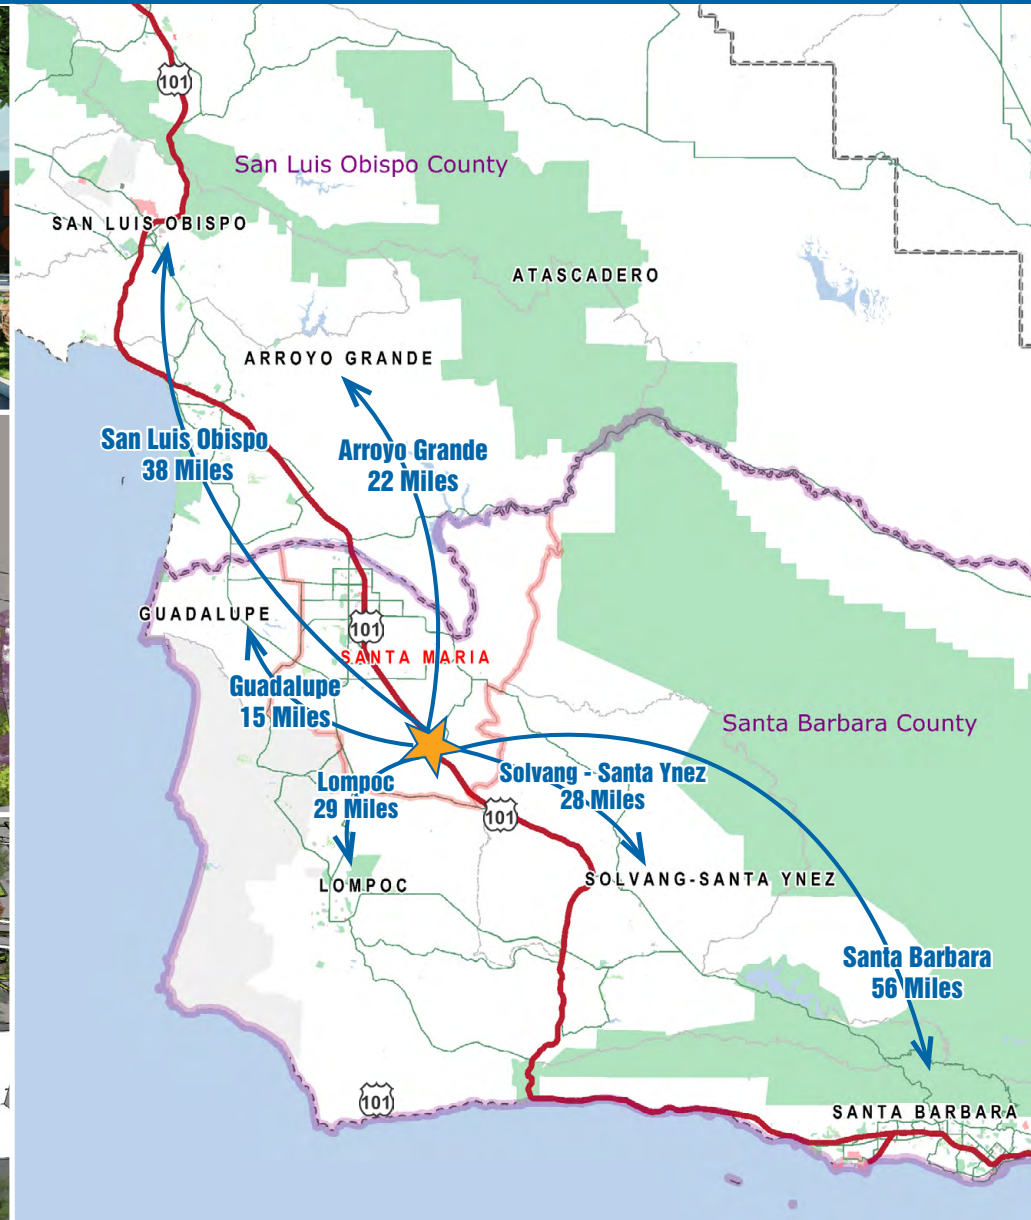 101
San Luis Obispo County
SAN LUIS OBISPO
ATASCADERO
ARROYO GRANDE
San Luis Obispo
38 Miles
Arroyo Grande
22 Miles
GUADALUPE
101
SANTA MARIA
Guadalupe
15 Miles
Santa Barbara County
Lompoc
29 Miles
Solvang - Santa Ynez
28 Miles
101
LOMPOC
SOLVANG-SANTA YNEZ
Santa Barbara
56 Miles
101
SANTA BARBARA